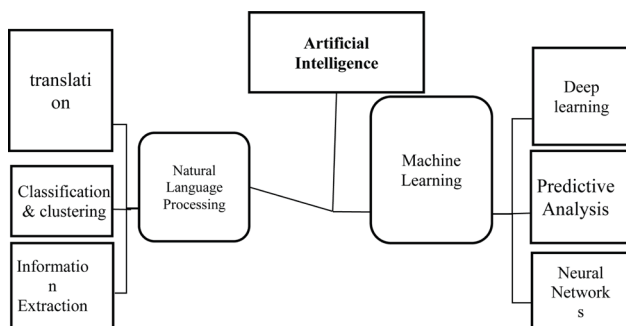 Artificial
Intelligence
translati
on
Classification
& clustering
Informatio
n
Extraction
Natural
Language
Processing
Machine
Learning
Deep
learning
Predictive
Analysis
Neural
Network
s